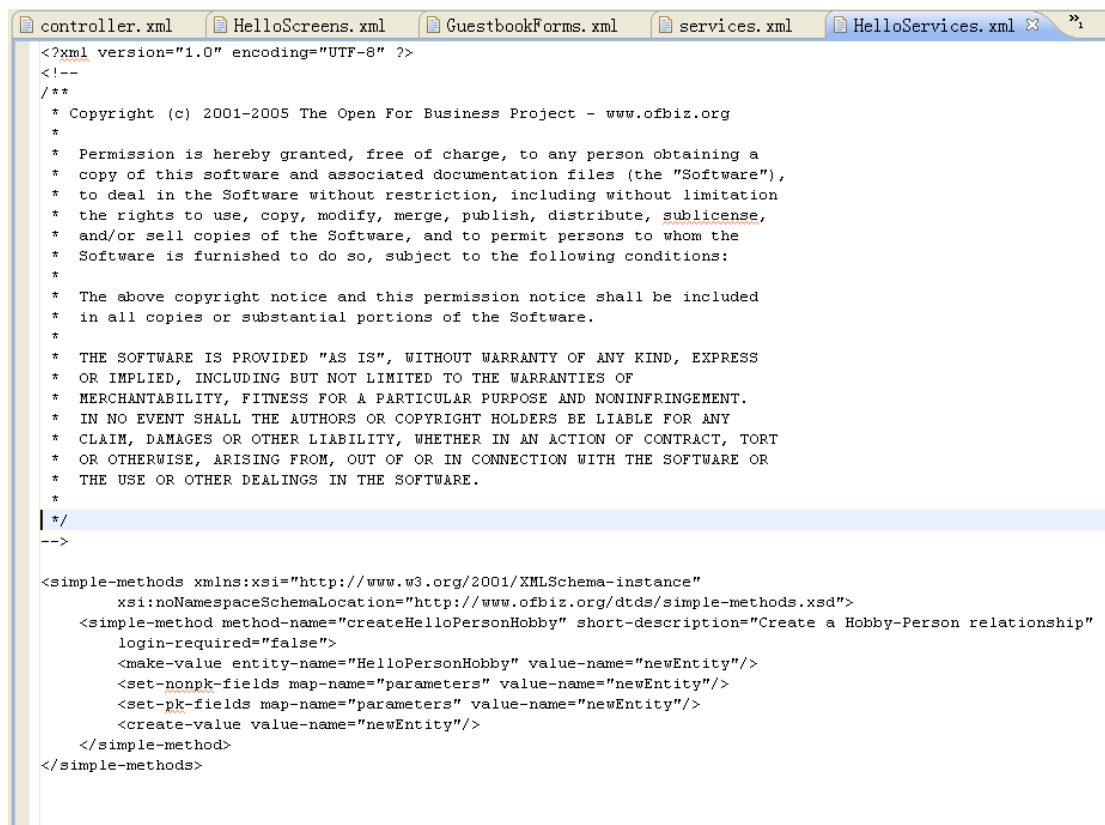 controller.xml HelloScreens.xml GuestbookForms.xml services.xml HelloServices.xml »1
<?xml version="1.0" encoding="UTF-8" ?>
<!--
/**
 * Copyright (c) 2001-2005 The Open For Business Project - www.ofbiz.org
 *
 *  Permission is hereby granted, free of charge, to any person obtaining a
 *  copy of this software and associated documentation files (the "Software"),
 *  to deal in the Software without restriction, including without limitation
 *  the rights to use, copy, modify, merge, publish, distribute, sublicense,
 *  and/or sell copies of the Software, and to permit persons to whom the
 *  Software is furnished to do so, subject to the following conditions:
 *
 *  The above copyright notice and this permission notice shall be included
 *  in all copies or substantial portions of the Software.
 *
 *  THE SOFTWARE IS PROVIDED "AS IS", WITHOUT WARRANTY OF ANY KIND, EXPRESS
 *  OR IMPLIED, INCLUDING BUT NOT LIMITED TO THE WARRANTIES OF
 *  MERCHANTABILITY, FITNESS FOR A PARTICULAR PURPOSE AND NONINFRINGEMENT.
 *  IN NO EVENT SHALL THE AUTHORS OR COPYRIGHT HOLDERS BE LIABLE FOR ANY
 *  CLAIM, DAMAGES OR OTHER LIABILITY, WHETHER IN AN ACTION OF CONTRACT, TORT
 *  OR OTHERWISE, ARISING FROM, OUT OF OR IN CONNECTION WITH THE SOFTWARE OR
 *  THE USE OR OTHER DEALINGS IN THE SOFTWARE.
 *
 */
-->
<simple-methods xmlns:xsi="http://www.w3.org/2001/XMLSchema-instance"
        xsi:noNamespaceSchemaLocation="http://www.ofbiz.org/dtds/simple-methods.xsd">
    <simple-method method-name="createHelloPersonHobby" short-description="Create a Hobby-Person relationship"
        login-required="false">
        <make-value entity-name="HelloPersonHobby" value-name="newEntity"/>
        <set-nonpk-fields map-name="parameters" value-name="newEntity"/>
        <set-pk-fields map-name="parameters" value-name="newEntity"/>
        <create-value value-name="newEntity"/>
    </simple-method>
</simple-methods>